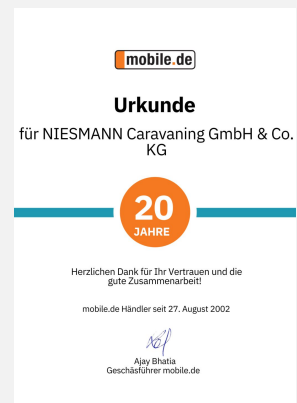 mobile.de
Urkunde
für NIESMANN Caravaning GmbH & Co.
KG
20
JAHRE
Herzlichen Dank für Ihr Vertrauen und die
gute Zusammenarbeit!
mobile.de Händler seit 27. August 2002
Ajay Bhatia
Geschäsführer mobile.de